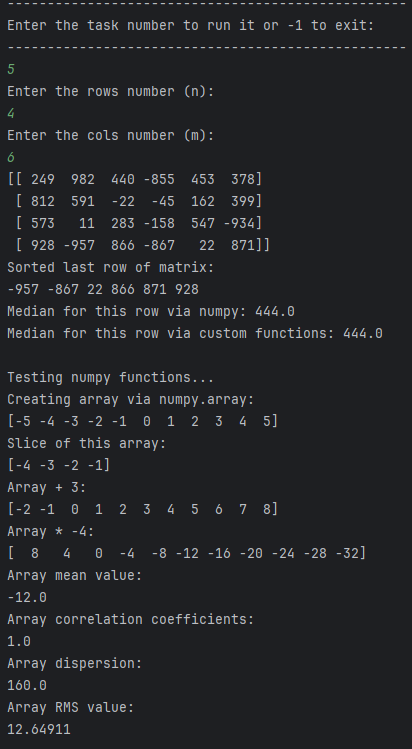 --------------------------------------------------
Enter the task number to run it or -1 to exit:
--------------------------------------------------
5
Enter the rows number (n):
4
Enter the cols number (m):
6
[[ 249  982  440 -855  453  378]
 [ 812  591  -22  -45  162  399]
 [ 573   11  283 -158  547 -934]
 [ 928 -957  866 -867   22  871]]
Sorted last row of matrix:
-957 -867 22 866 871 928
Median for this row via numpy: 444.0
Median for this row via custom functions: 444.0

Testing numpy functions...
Creating array via numpy.array:
[-5 -4 -3 -2 -1  0  1  2  3  4  5]
Slice of this array:
[-4 -3 -2 -1]
Array + 3:
[-2 -1  0  1  2  3  4  5  6  7  8]
Array * -4:
[  8   4   0  -4  -8 -12 -16 -20 -24 -28 -32]
Array mean value:
-12.0
Array correlation coefficients:
1.0
Array dispersion:
160.0
Array RMS value:
12.64911